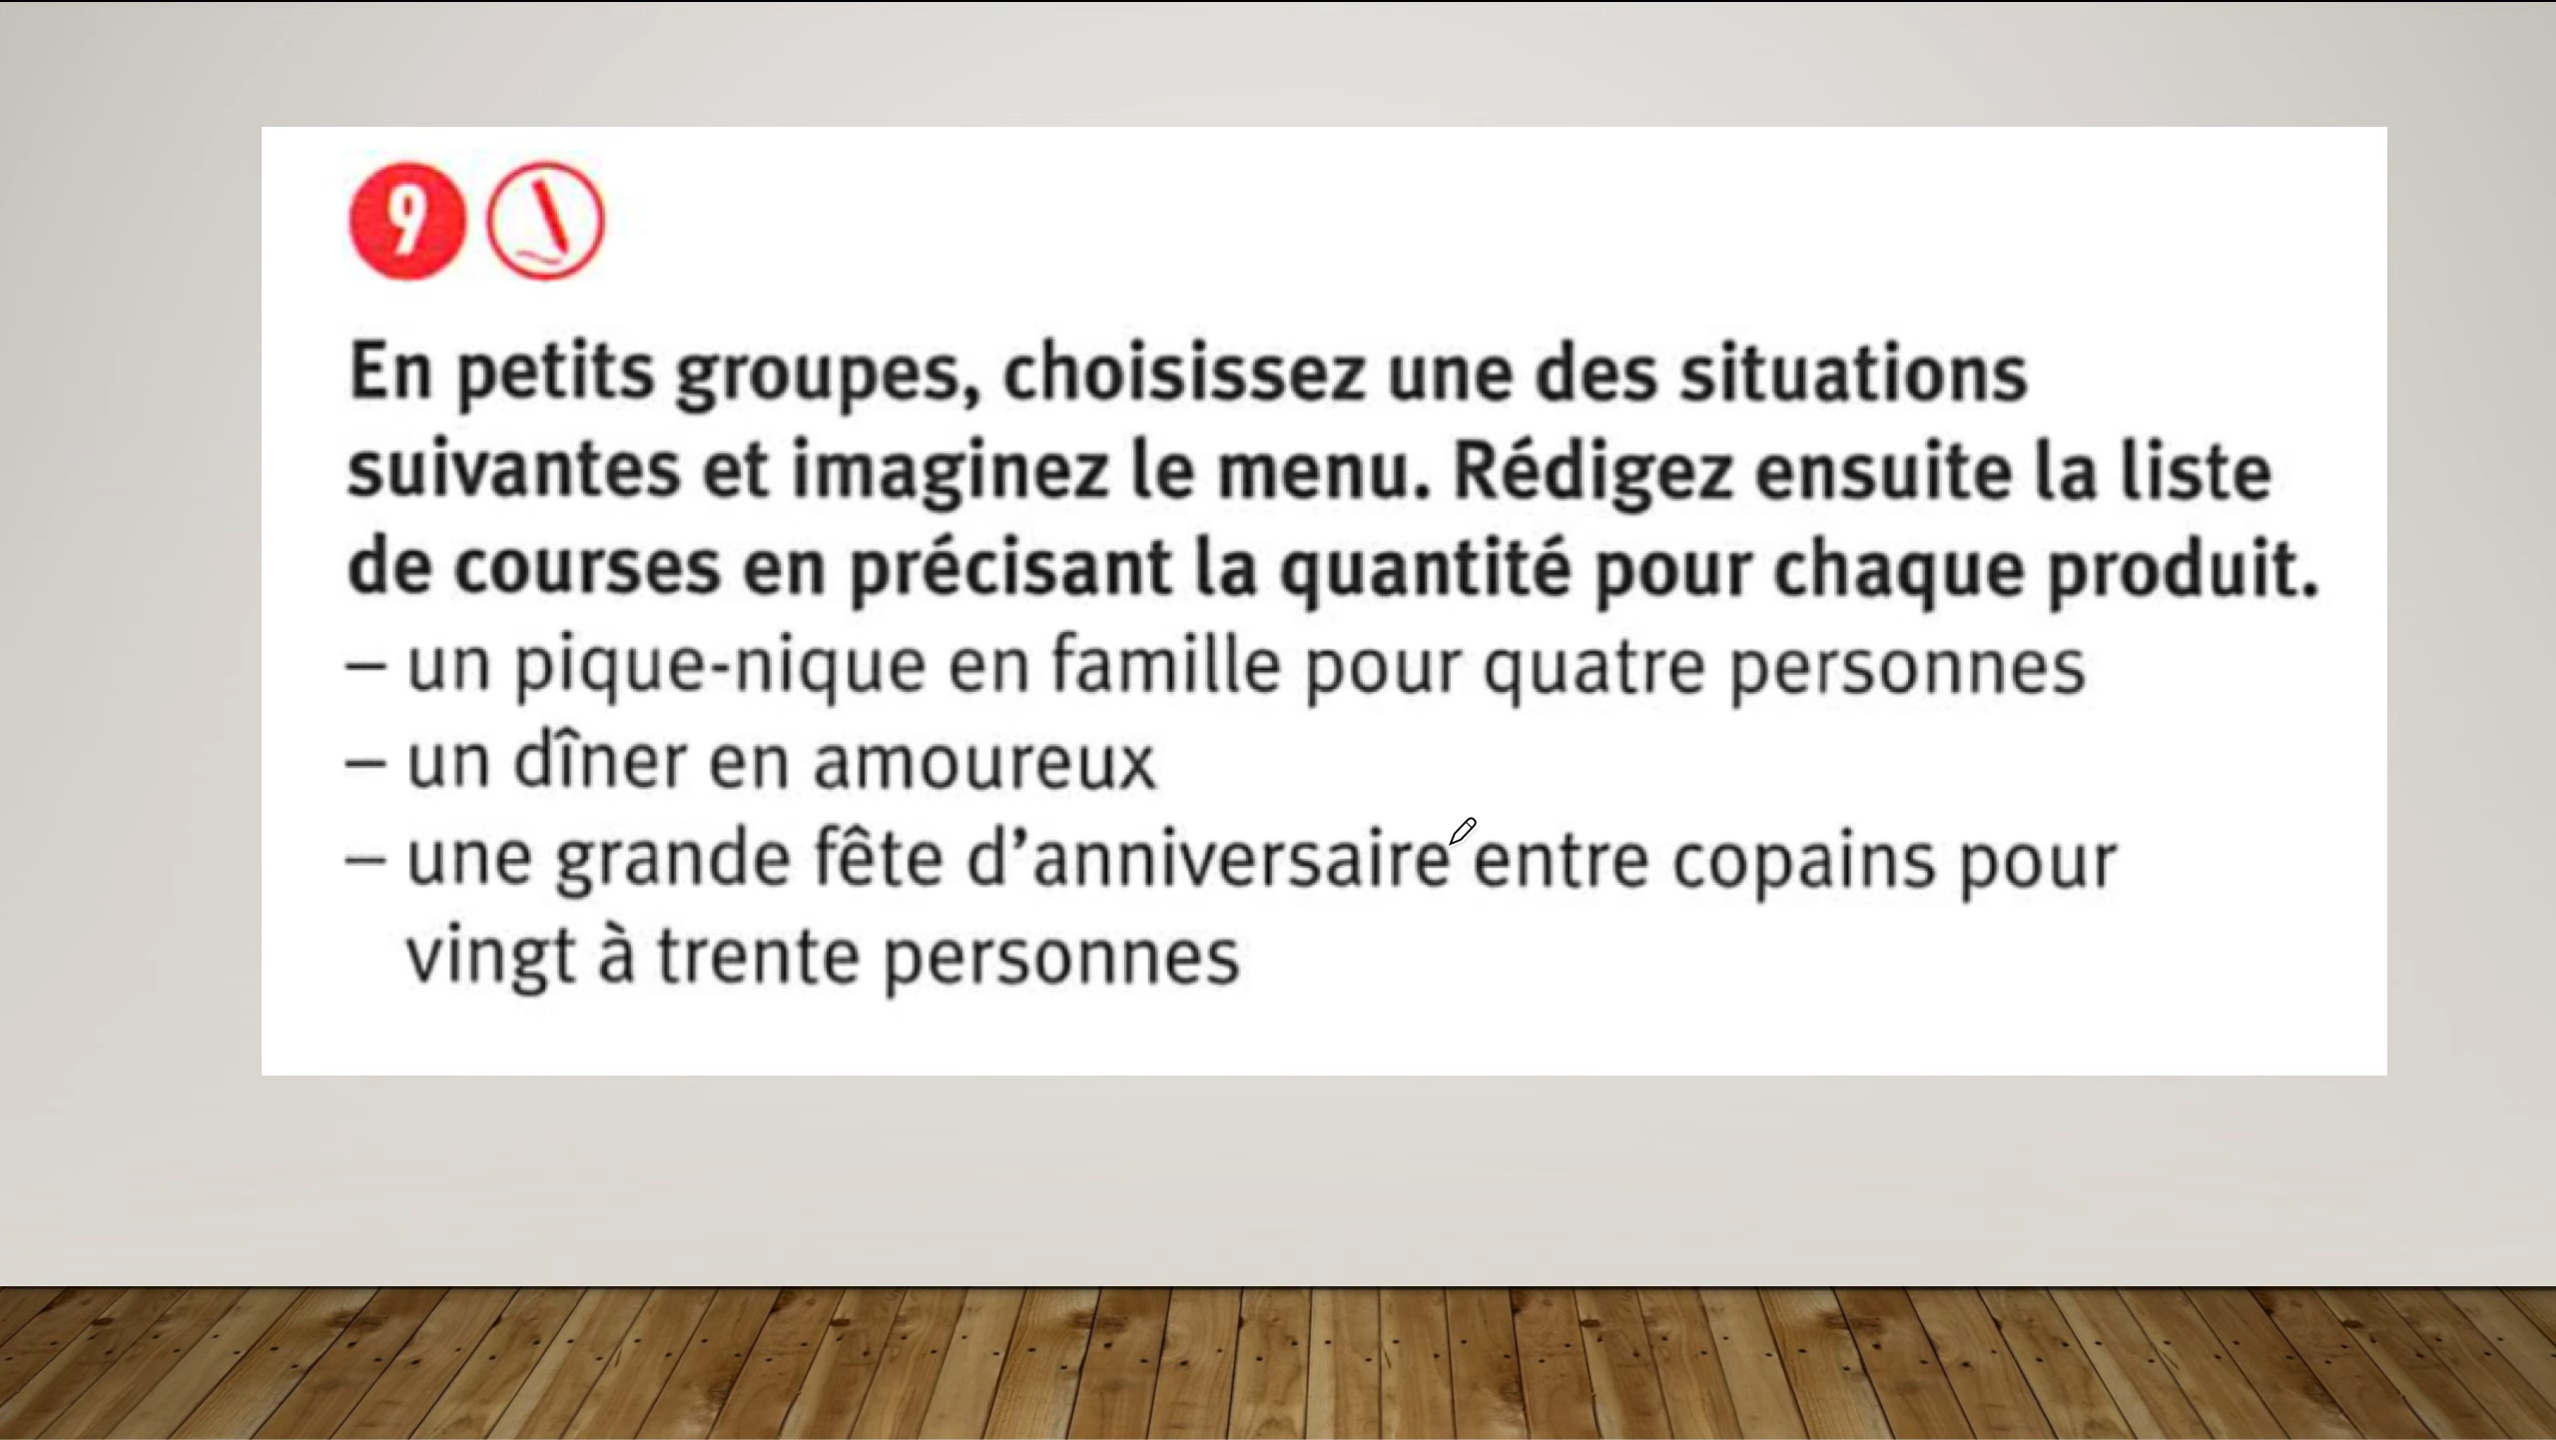 9
En petits groupes, choisissez une des situations
suivantes et imaginez le menu. Rédigez ensuite la liste
de courses en précisant la quantité pour chaque produit.
– un pique-nique en famille pour quatre personnes
– un dîner en amoureux
– une grande fête d’anniversaire entre copains pour
vingt à trente personnes